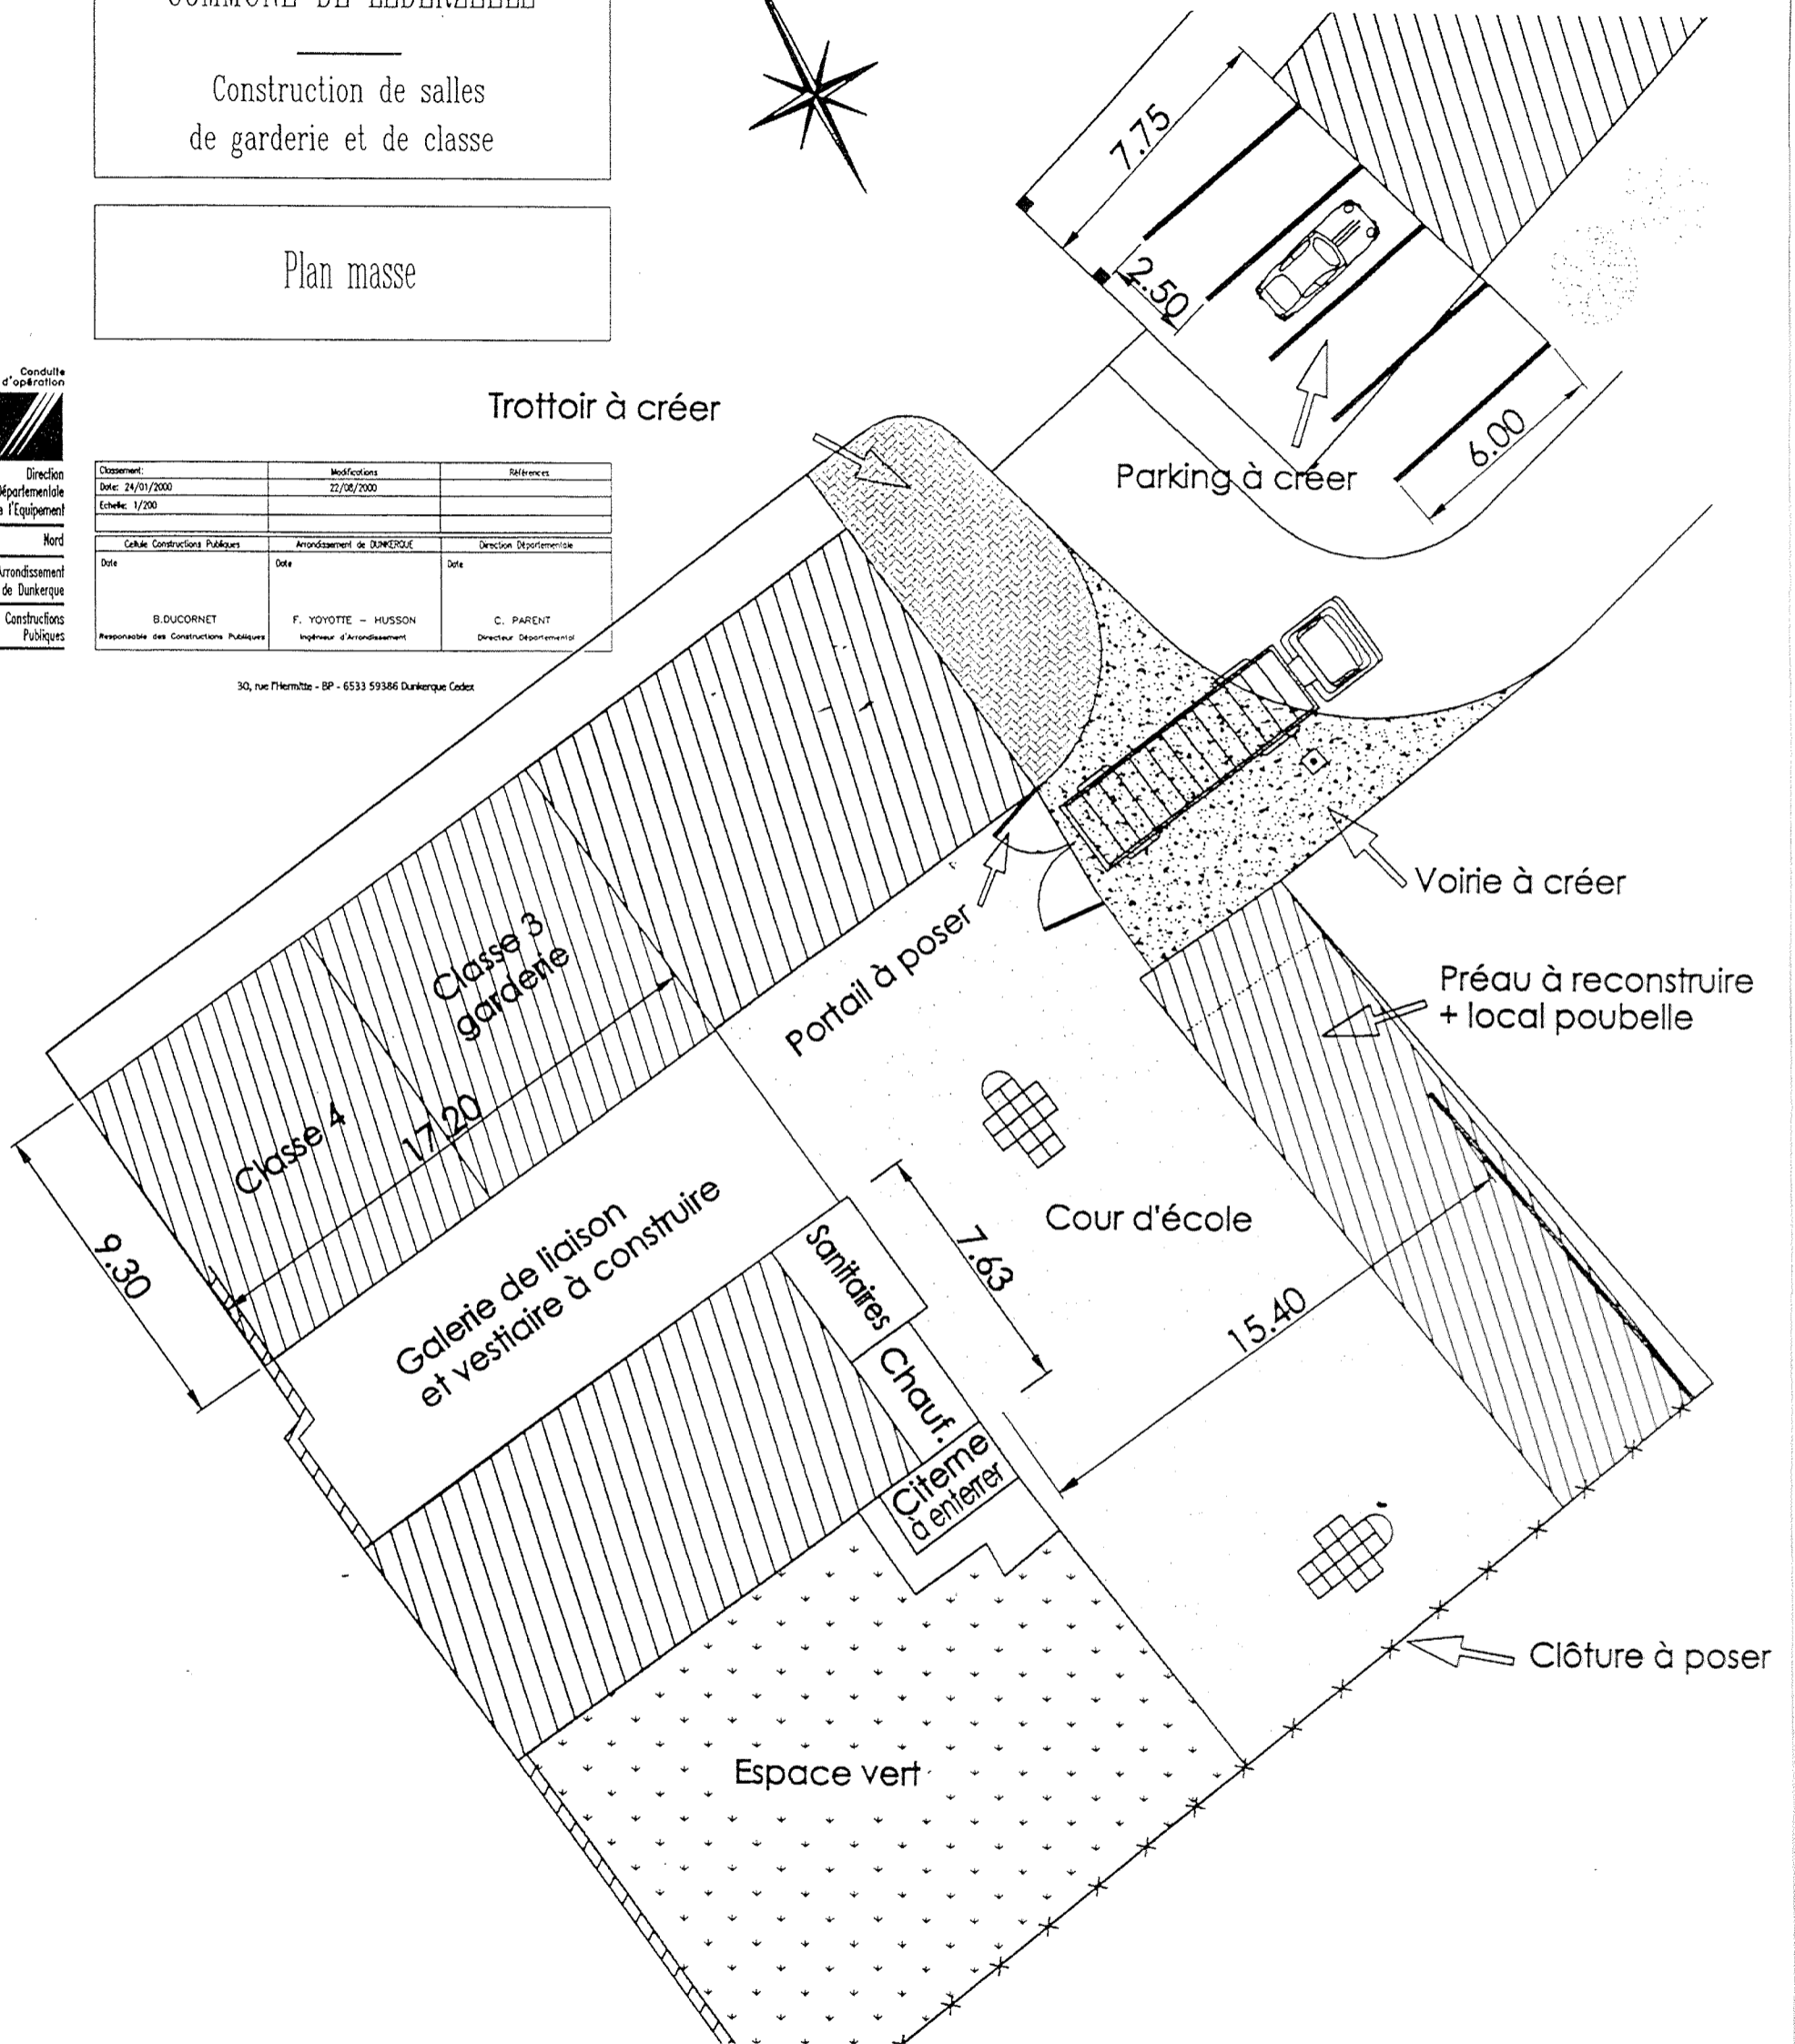 Construction de salles
de garderie et de classe
Plan masse
Conduite
d'opération
Direction
Départementale
l'Equipement
Nord
Arrondissement
de Dunkerque
Constructions
Publiques
Classement:
Modifications
Références
Date: 24/01/2000
22/08/2000
Echelle: 1/200
Cellule Constructions Publiques
Arrondissement de DUNKERQUE
Direction Départementale
Date
Date
Date
B.DUCORNET
F. YOYOTTE - HUSSON
C. PARENT
Responsable des Constructions Publiques
Ingénieur d'Arrondissement
Directeur Départemental
30, rue l'Hermitte - BP - 6533 59386 Dunkerque Cedex
7.75
2.50
6.00
Trottoir à créer
Parking à créer
Voirie à créer
Portail à poser
Préau à reconstruire
+ local poubelle
Classe 3
garderie
Classe 4
17.20
9.30
Galerie de liaison
et vestiaire à construire
Sanitaires
Chauf.
Citerne
à enterrer
7.63
Cour d'école
15.40
Clôture à poser
Espace vert